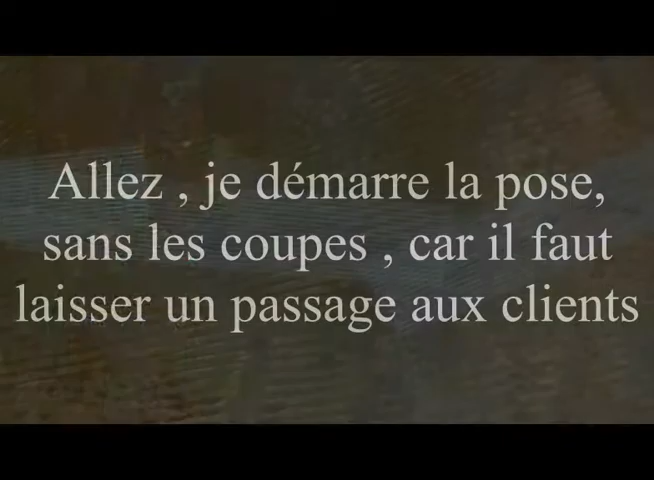 Allez , je démarre la pose,
sans les coupes , car il faut
laisser un passage aux clients